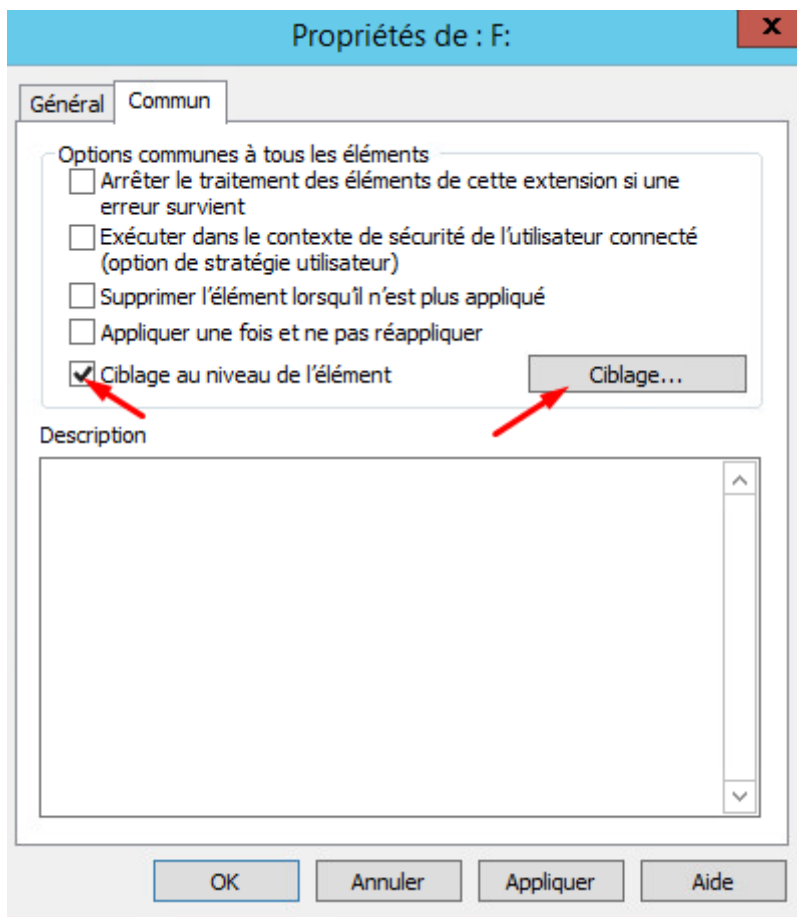 Propriétés de : F:
x
Général
Commun
Options communes à tous les éléments
Arrêter le traitement des éléments de cette extension si une
erreur survient
Exécuter dans le contexte de sécurité de l'utilisateur connecté
(option de stratégie utilisateur)
Supprimer l'élément lorsqu'il n'est plus appliqué
Appliquer une fois et ne pas réappliquer
Ciblage au niveau de l'élément
Ciblage...
Description
OK
Annuler
Appliquer
Aide